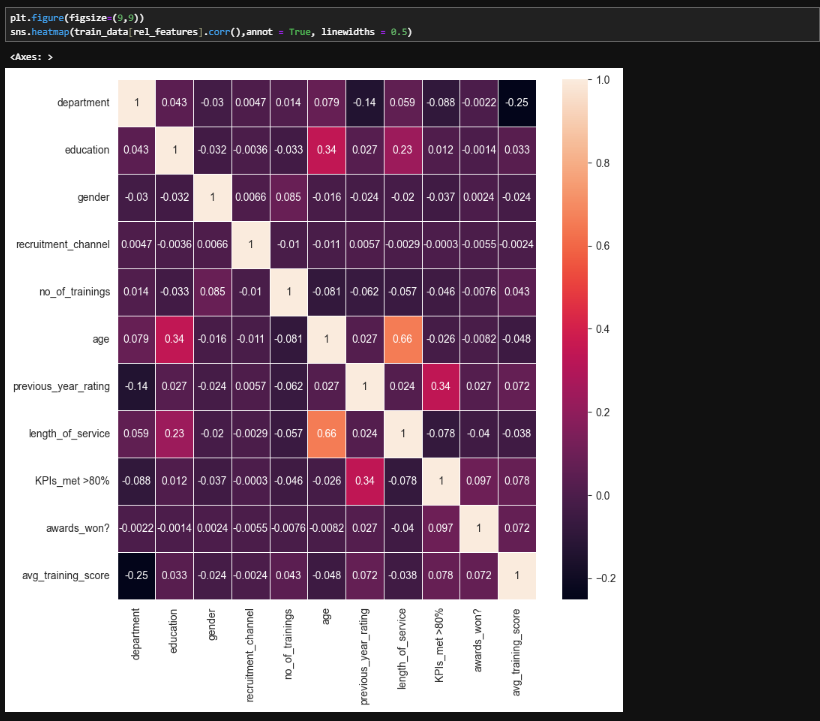 plt.figure(figsize=(9,9))
sns.heatmap(train_data[rel_features].corr(),annot = True, linewidths = 0.5)
<Axes: >
department 1 0.043 -0.03 0.0047 0.014 0.079 -0.14 0.059 -0.088 -0.0022 -0.25
education 0.043 1 -0.032 -0.0036 -0.033 0.34 0.027 0.23 0.012 -0.0014 0.033
gender -0.03 -0.032 1 0.0066 0.085 -0.016 -0.024 -0.02 -0.037 0.0024 -0.024
recruitment_channel 0.0047 -0.0036 0.0066 1 -0.01 -0.011 0.0057 -0.0029 -0.0003 -0.0055 -0.0024
no_of_trainings 0.014 -0.033 0.085 -0.01 1 -0.081 -0.062 -0.057 -0.046 -0.0076 0.043
age 0.079 0.34 -0.016 -0.011 -0.081 1 0.027 0.66 -0.026 -0.0082 -0.048
previous_year_rating -0.14 0.027 -0.024 0.0057 -0.062 0.027 1 0.024 0.34 0.027 0.072
length_of_service 0.059 0.23 -0.02 -0.0029 -0.057 0.66 0.024 1 -0.078 -0.04 -0.038
KPIs_met >80% -0.088 0.012 -0.037 -0.0003 -0.046 -0.026 0.34 -0.078 1 0.097 0.078
awards_won? -0.0022 -0.0014 0.0024 -0.0055 -0.0076 -0.0082 0.027 -0.04 0.097 1 0.072
avg_training_score -0.25 0.033 -0.024 -0.0024 0.043 -0.048 0.072 -0.038 0.078 0.072 1
department
education
gender
recruitment_channel
no_of_trainings
age
previous_year_rating
length_of_service
KPIs_met >80%
awards_won?
avg_training_score
1.0
0.8
0.6
0.4
0.2
0.0
−0.2